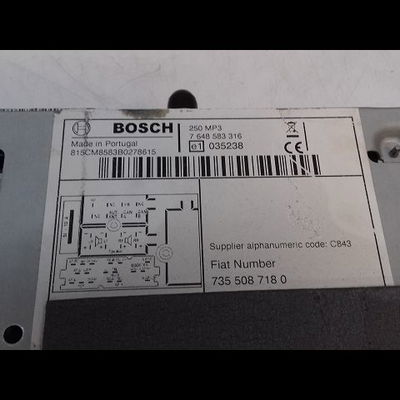 BOSCH
250 MP3
7 648 583 316
Made in Portugal
e1 035238
CE
815CM8583B0278615
Supplier alphanumeric code: C843
Fiat Number
735 508 718 0